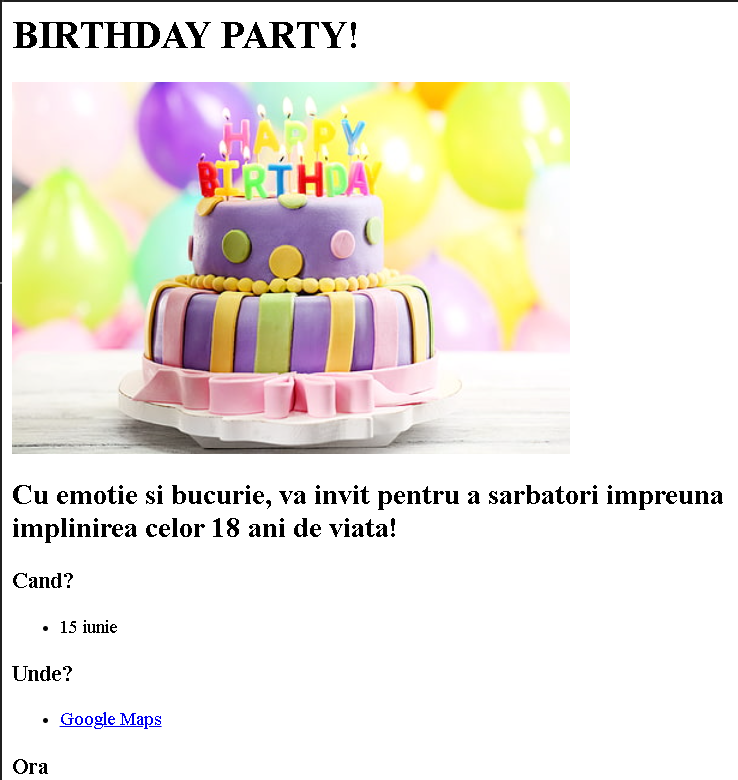 BIRTHDAY PARTY!
HAPPY
BIRTHDAY
Cu emotie si bucurie, va invit pentru a sarbatori impreuna
implinirea celor 18 ani de viata!
Cand?
15 iunie
Unde?
Google Maps
Ora